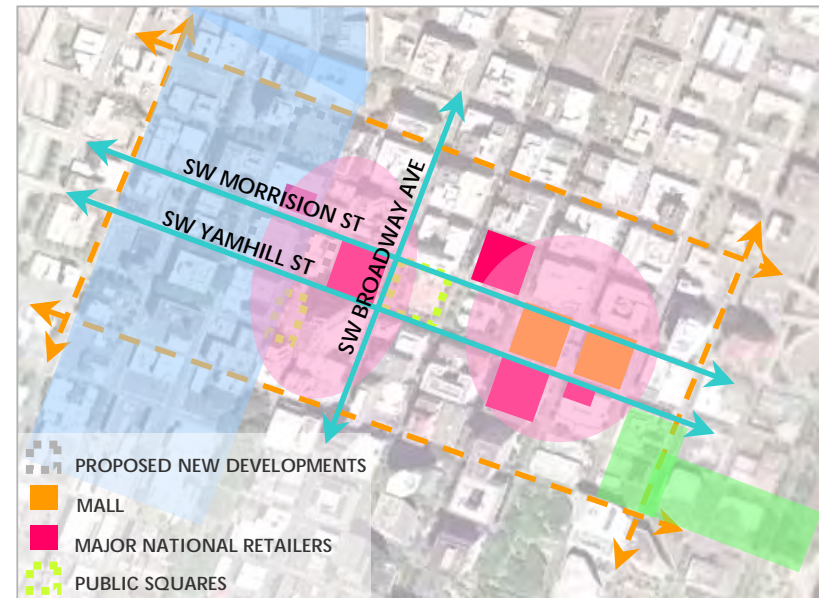 SW MORRISION ST
SW YAMHILL ST
SW BROADWAY AVE
PROPOSED NEW DEVELOPMENTS
MALL
MAJOR NATIONAL RETAILERS
PUBLIC SQUARES